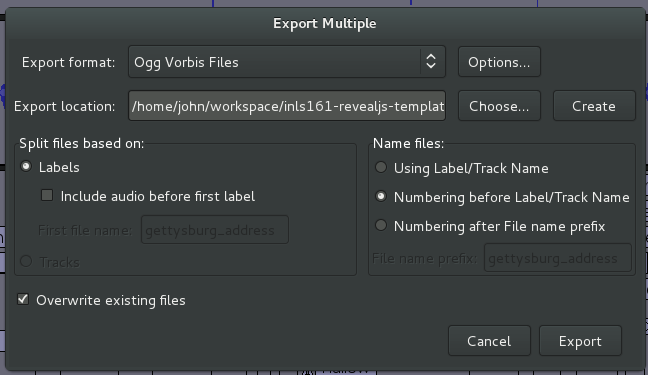 Export Multiple
Export format: Ogg Vorbis Files Options...
Export location: /home/john/workspace/inls161-revealjs-templat Choose... Create
Split files based on: Name files:
Labels Using Label/Track Name
Include audio before first label Numbering before Label/Track Name
First file name: gettysburg_address Numbering after File name prefix
Tracks File name prefix: gettysburg_address
Overwrite existing files
Cancel Export